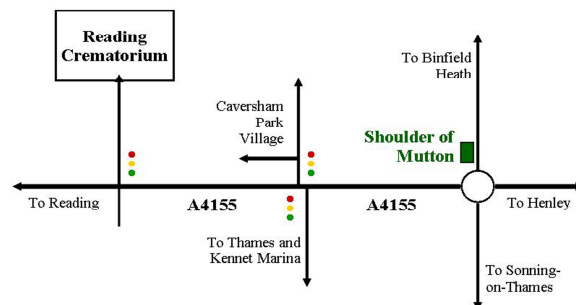 Reading
Crematorium
To Binfield
Heath
Caversham
Park
Village
Shoulder of
Mutton
To Reading
A4155
A4155
To Henley
To Thames and
Kennet Marina
To Sonning-
on-Thames